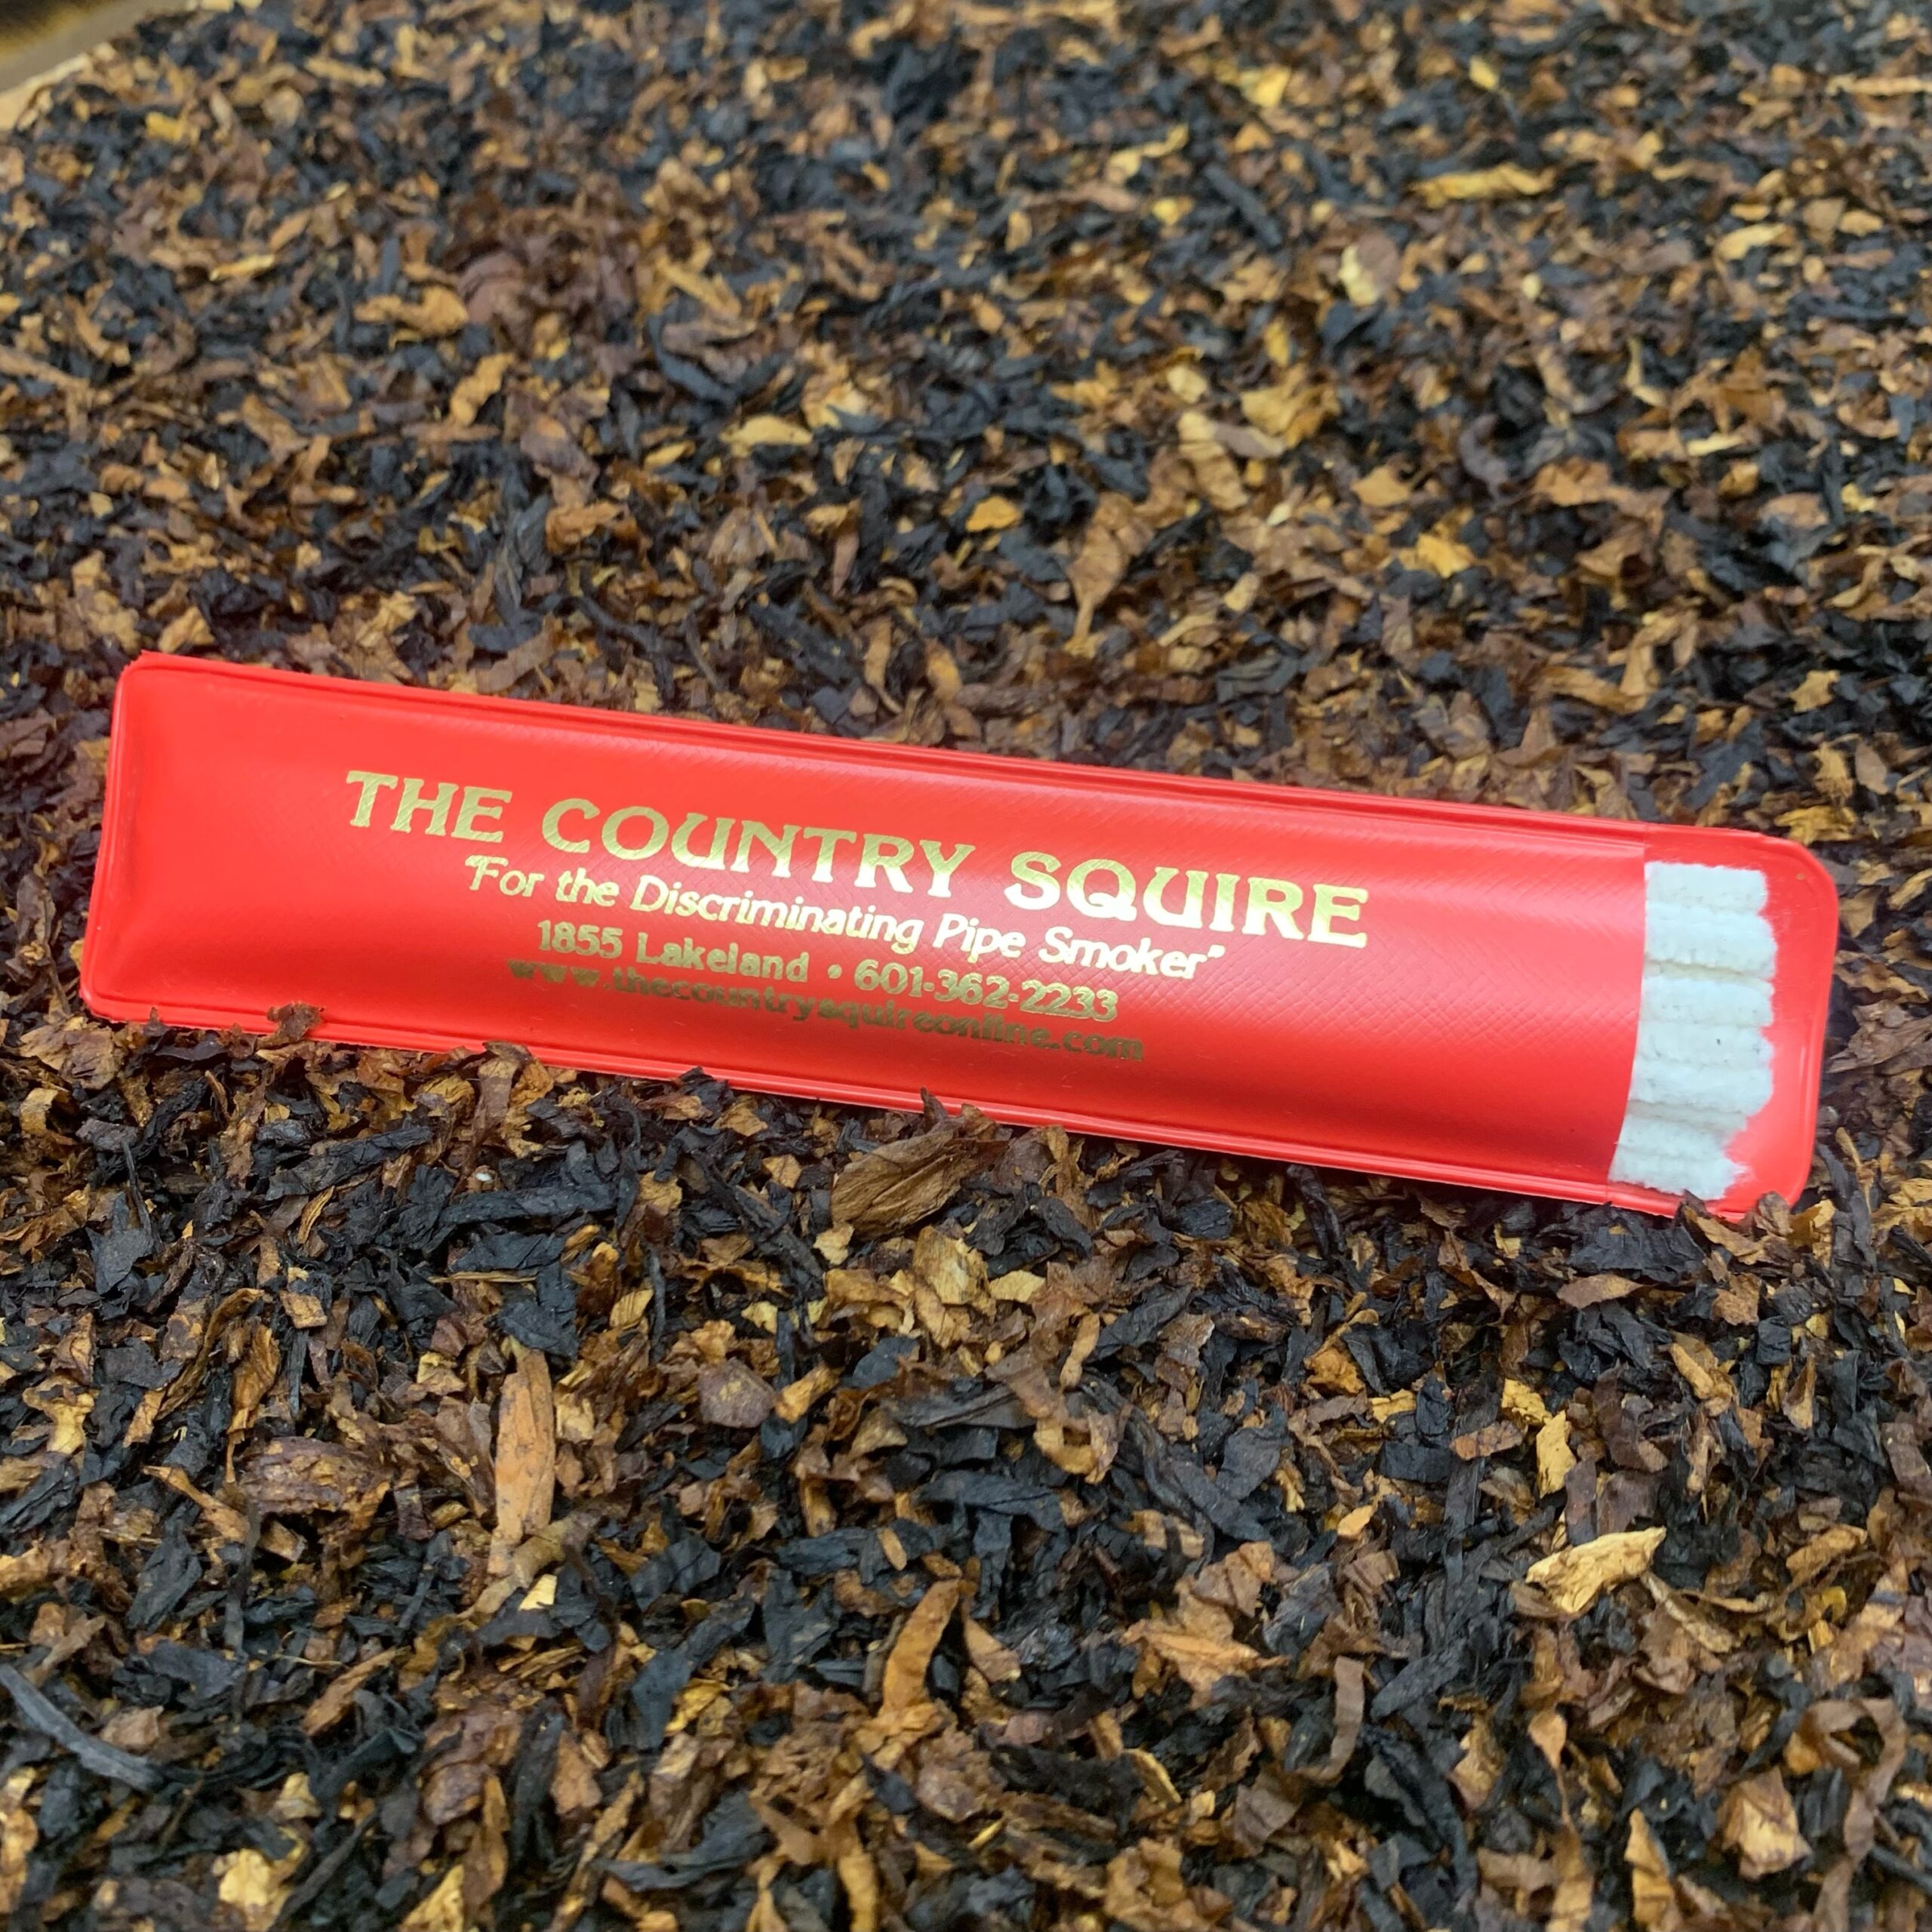 THE COUNTRY SQUIRE
"For the Discriminating Pipe Smoker"
1855 Lakeland • 601-362-2233
www.thecountrysquireonline.com